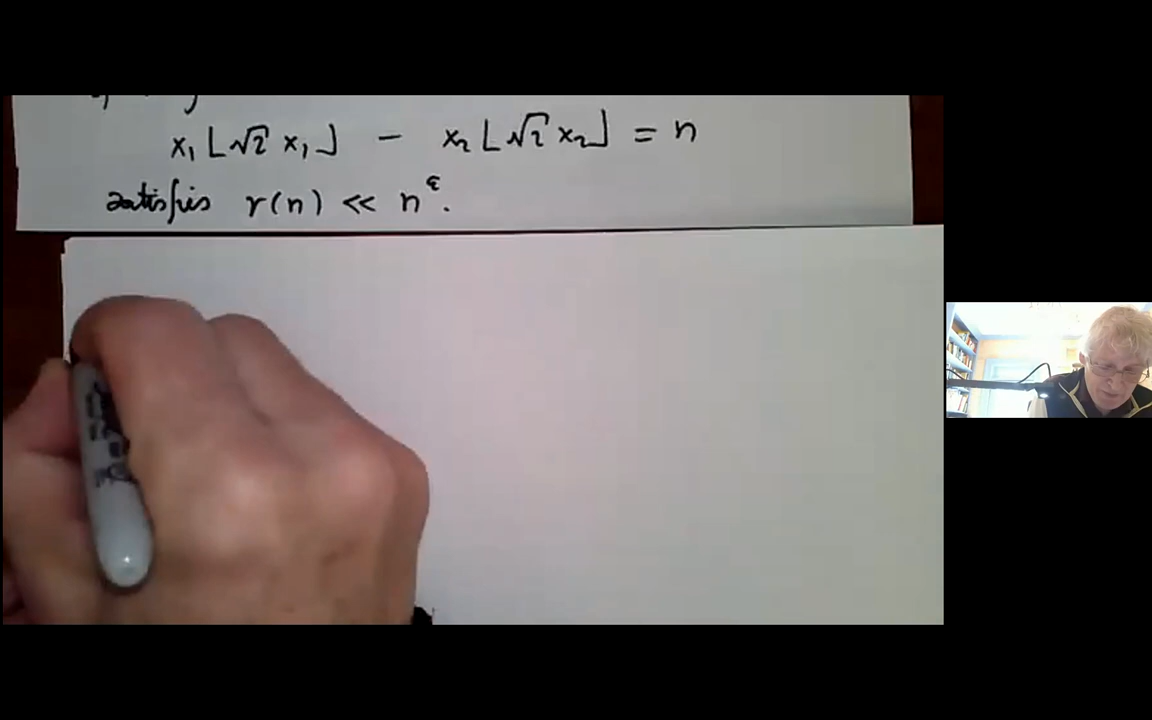 x₁⌊√2 x₁⌋ - x₂⌊√2 x₂⌋ = n
satisfies r(n) ≪ n^ε.